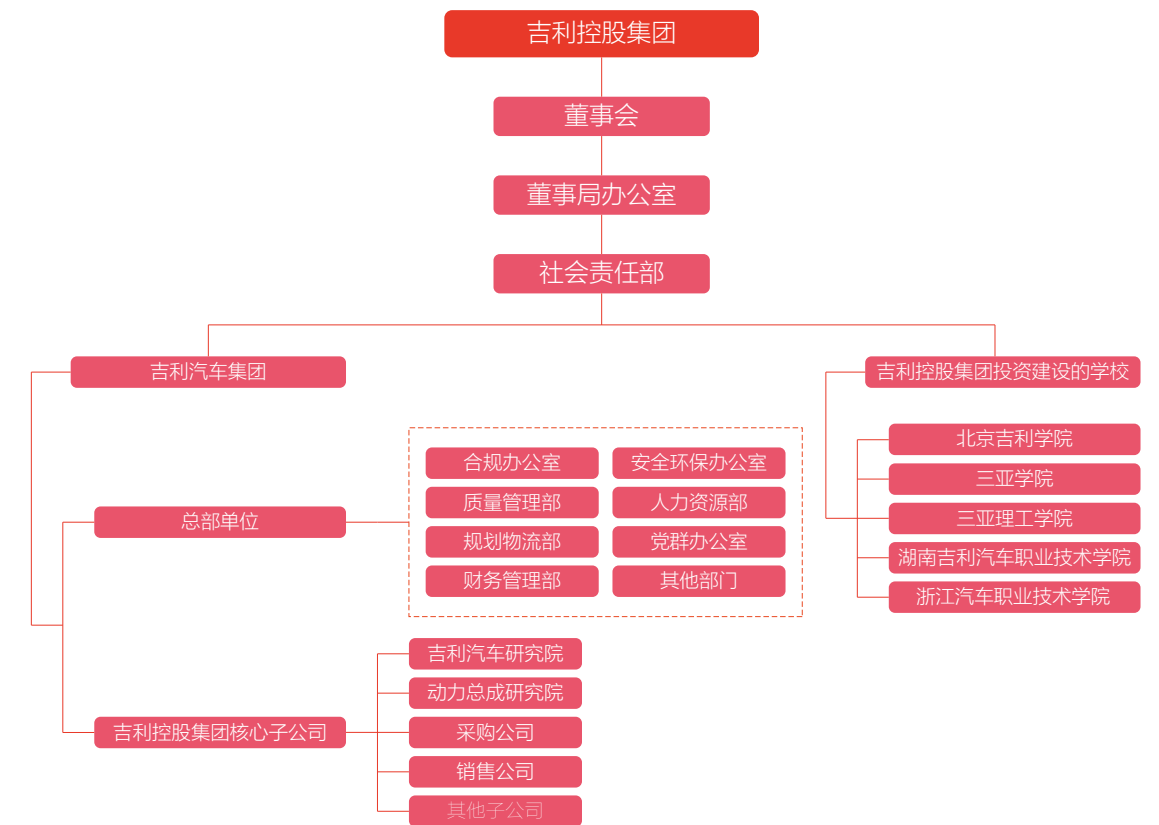 吉利控股集团
董事会
董事局办公室
社会责任部
吉利汽车集团
吉利控股集团投资建设的学校
总部单位
合规办公室
安全环保办公室
质量管理部
人力资源部
规划物流部
党群办公室
财务管理部
其他部门
北京吉利学院
三亚学院
三亚理工学院
湖南吉利汽车职业技术学院
浙江汽车职业技术学院
吉利控股集团核心子公司
吉利汽车研究院
动力总成研究院
采购公司
销售公司
其他子公司